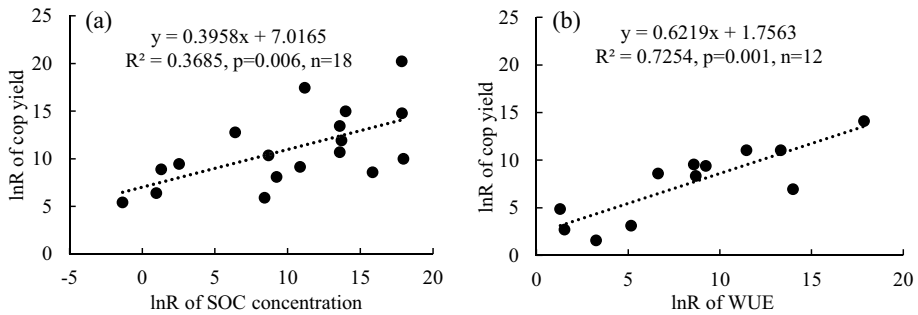 (a)
y = 0.3958x + 7.0165
R² = 0.3685, p=0.006, n=18
lnR of cop yield
25
20
15
10
5
0
-5 0 5 10 15 20
lnR of SOC concentration
(b)
y = 0.6219x + 1.7563
R² = 0.7254, p=0.001, n=12
lnR of cop yield
25
20
15
10
5
0
0 5 10 15 20
lnR of WUE